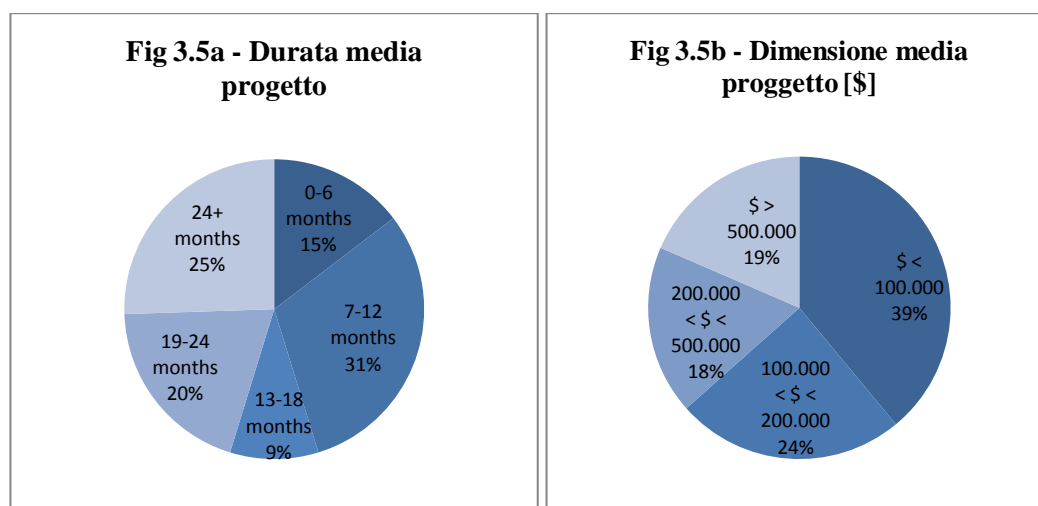 Fig 3.5a - Durata media
progetto
0-6
months
15%
7-12
months
31%
13-18
months
9%
19-24
months
20%
24+
months
25%
Fig 3.5b - Dimensione media
proggetto [$]
$ <
100.000
39%
100.000
< $ <
200.000
24%
200.000
< $ <
500.000
18%
$ >
500.000
19%